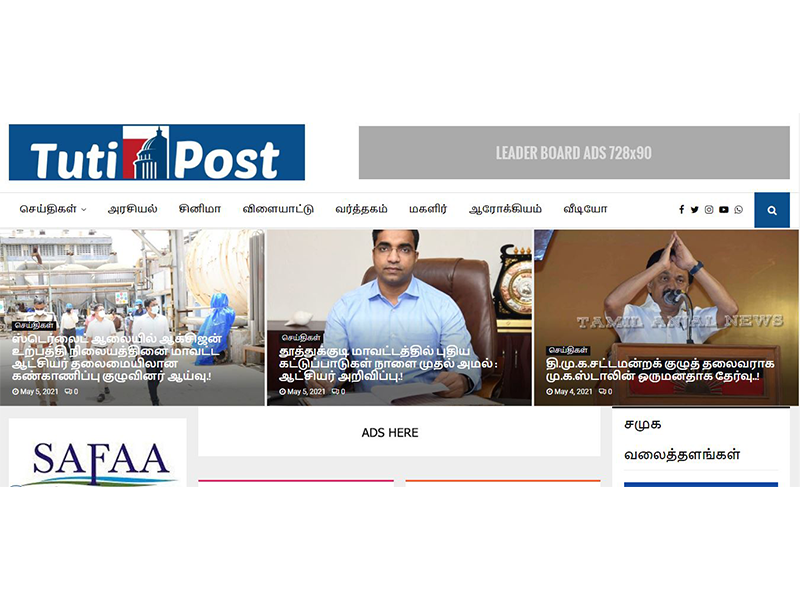 Tuti Post
LEADER BOARD ADS 728x90
செய்திகள் அரசியல் சினிமா விளையாட்டு வர்த்தகம் மகளிர் ஆரோக்கியம் வீடியோ
செய்திகள்
ஸ்டெர்லைட் ஆலையில் ஆக்சிஜன்
உற்பத்தி நிலையத்தினை மாவட்ட
ஆட்சியர் தலைமையிலான
கண்காணிப்பு குழுவினர் ஆய்வு.!
May 5, 2021 0
செய்திகள்
தூத்துக்குடி மாவட்டத்தில் புதிய
கட்டுப்பாடுகள் நாளை முதல் அமல் :
ஆட்சியர் அறிவிப்பு.!
May 5, 2021 0
TAMIL ANJAL NEWS
செய்திகள்
தி.மு.க.சட்டமன்றக் குழுத் தலைவராக
மு.க.ஸ்டாலின் ஒருமனதாக தேர்வு..!
May 4, 2021 0
SAFAA
ADS HERE
சமுக
வலைத்தளங்கள்